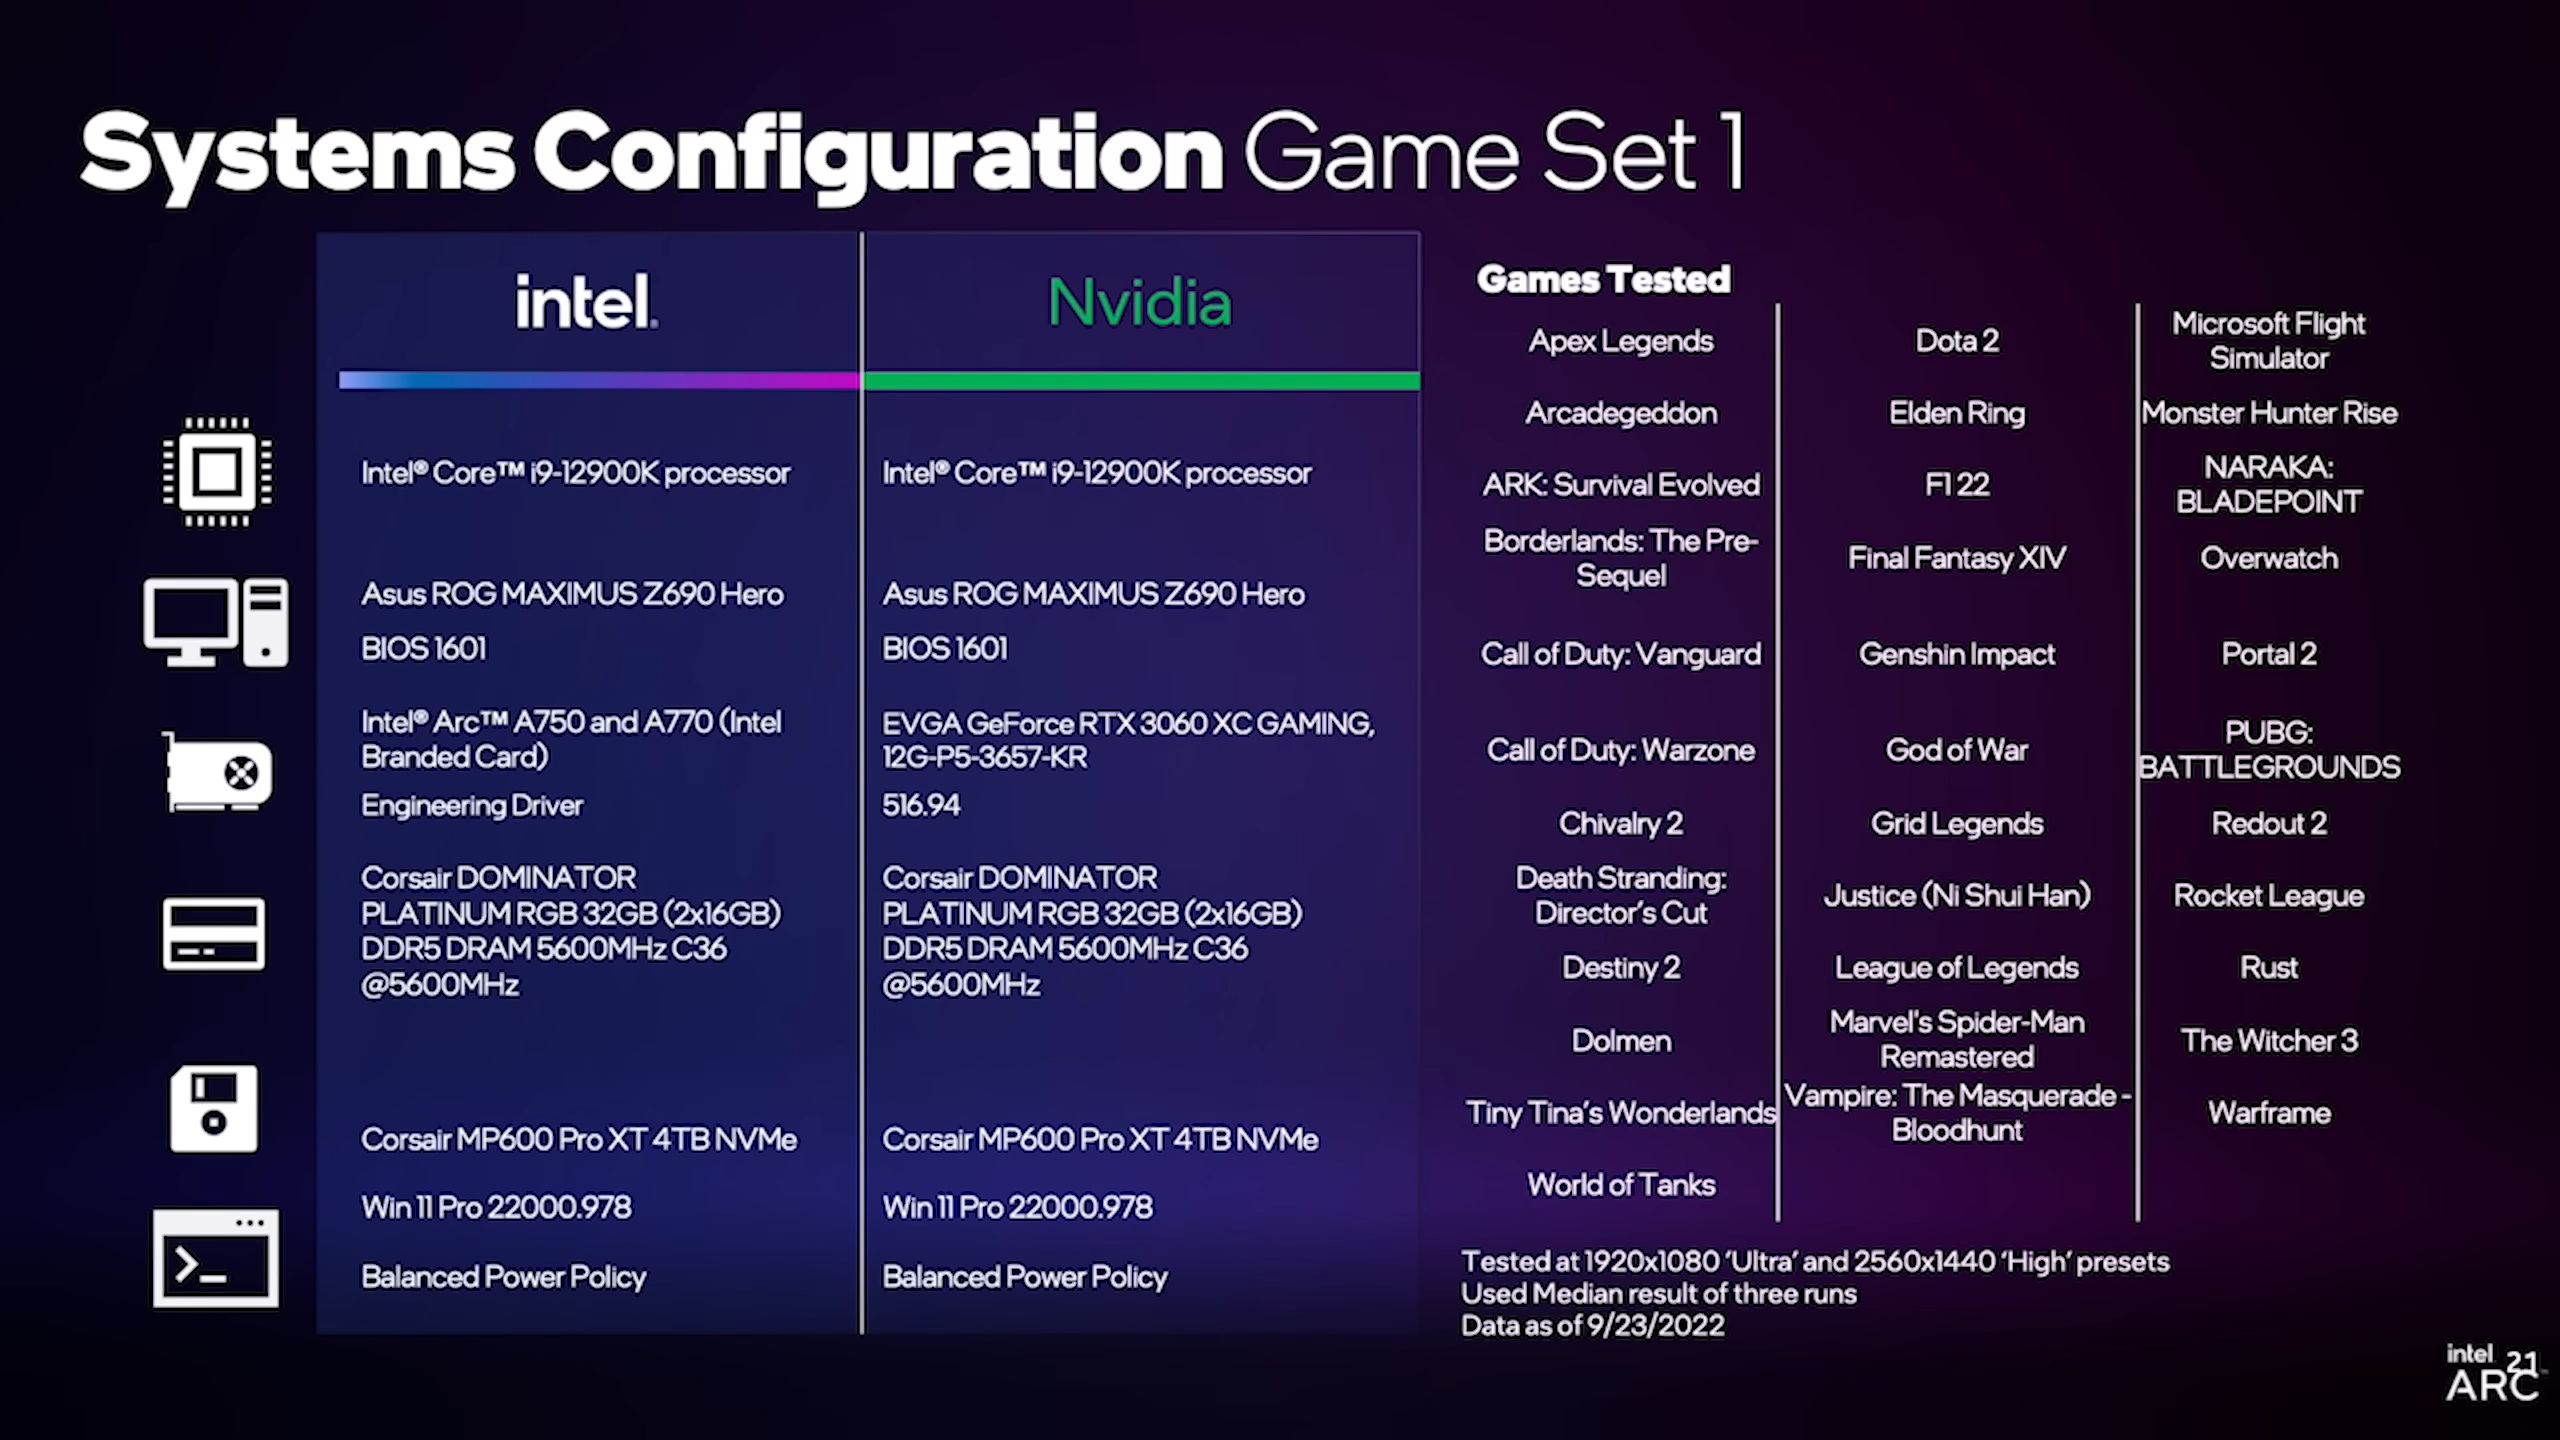 Systems Configuration Game Set 1
intel.
Nvidia
Intel® Core™ i9-12900K processor
Intel® Core™ i9-12900K processor
Asus ROG MAXIMUS Z690 Hero
BIOS 1601
Asus ROG MAXIMUS Z690 Hero
BIOS 1601
Intel® Arc™ A750 and A770 (Intel
Branded Card)
Engineering Driver
EVGA GeForce RTX 3060 XC GAMING,
12G-P5-3657-KR
516.94
Corsair DOMINATOR
PLATINUM RGB 32GB (2x16GB)
DDR5 DRAM 5600MHz C36
@5600MHz
Corsair DOMINATOR
PLATINUM RGB 32GB (2x16GB)
DDR5 DRAM 5600MHz C36
@5600MHz
Corsair MP600 Pro XT 4TB NVMe
Corsair MP600 Pro XT 4TB NVMe
Win 11 Pro 22000.978
Win 11 Pro 22000.978
Balanced Power Policy
Balanced Power Policy
Games Tested
Apex Legends
Arcadegeddon
ARK: Survival Evolved
Borderlands: The Pre-
Sequel
Call of Duty: Vanguard
Call of Duty: Warzone
Chivalry 2
Death Stranding:
Director's Cut
Destiny 2
Dolmen
Tiny Tina's Wonderlands
World of Tanks
Dota 2
Elden Ring
F1 22
Final Fantasy XIV
Genshin Impact
God of War
Grid Legends
Justice (Ni Shui Han)
League of Legends
Marvel's Spider-Man
Remastered
Vampire: The Masquerade -
Bloodhunt
Microsoft Flight
Simulator
Monster Hunter Rise
NARAKA:
BLADEPOINT
Overwatch
Portal 2
PUBG:
BATTLEGROUNDS
Redout 2
Rocket League
Rust
The Witcher 3
Warframe
Tested at 1920x1080 'Ultra' and 2560x1440 'High' presets
Used Median result of three runs
Data as of 9/23/2022
intel
ARC
21